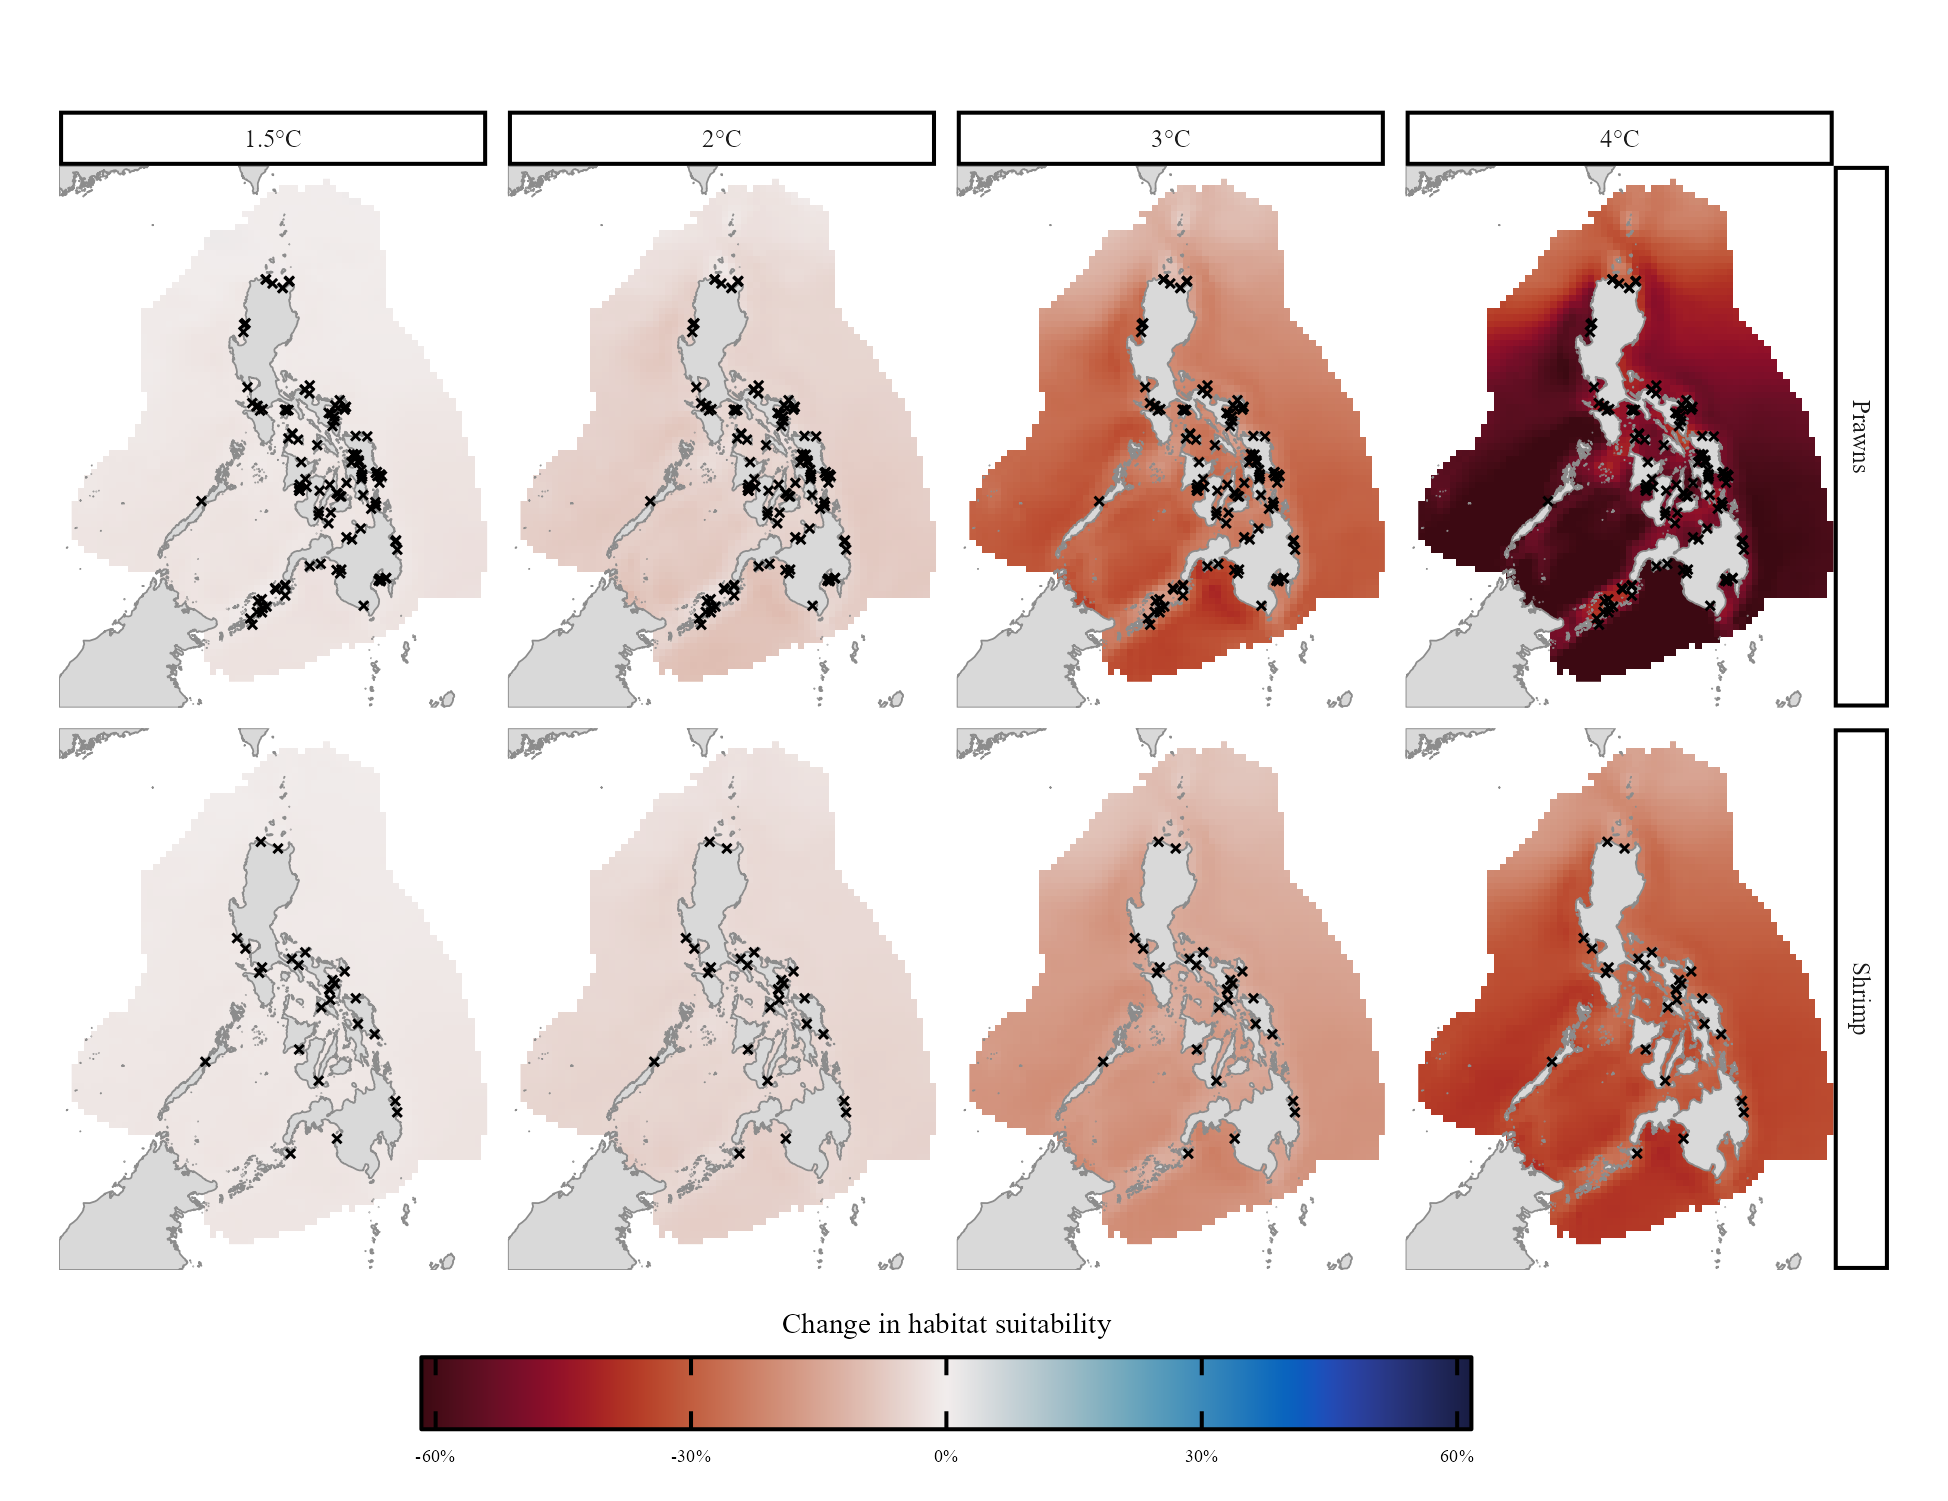 1.5°C
2°C
3°C
4°C
Prawns
Shrimp
Change in habitat suitability
-60%
-30%
0%
30%
60%